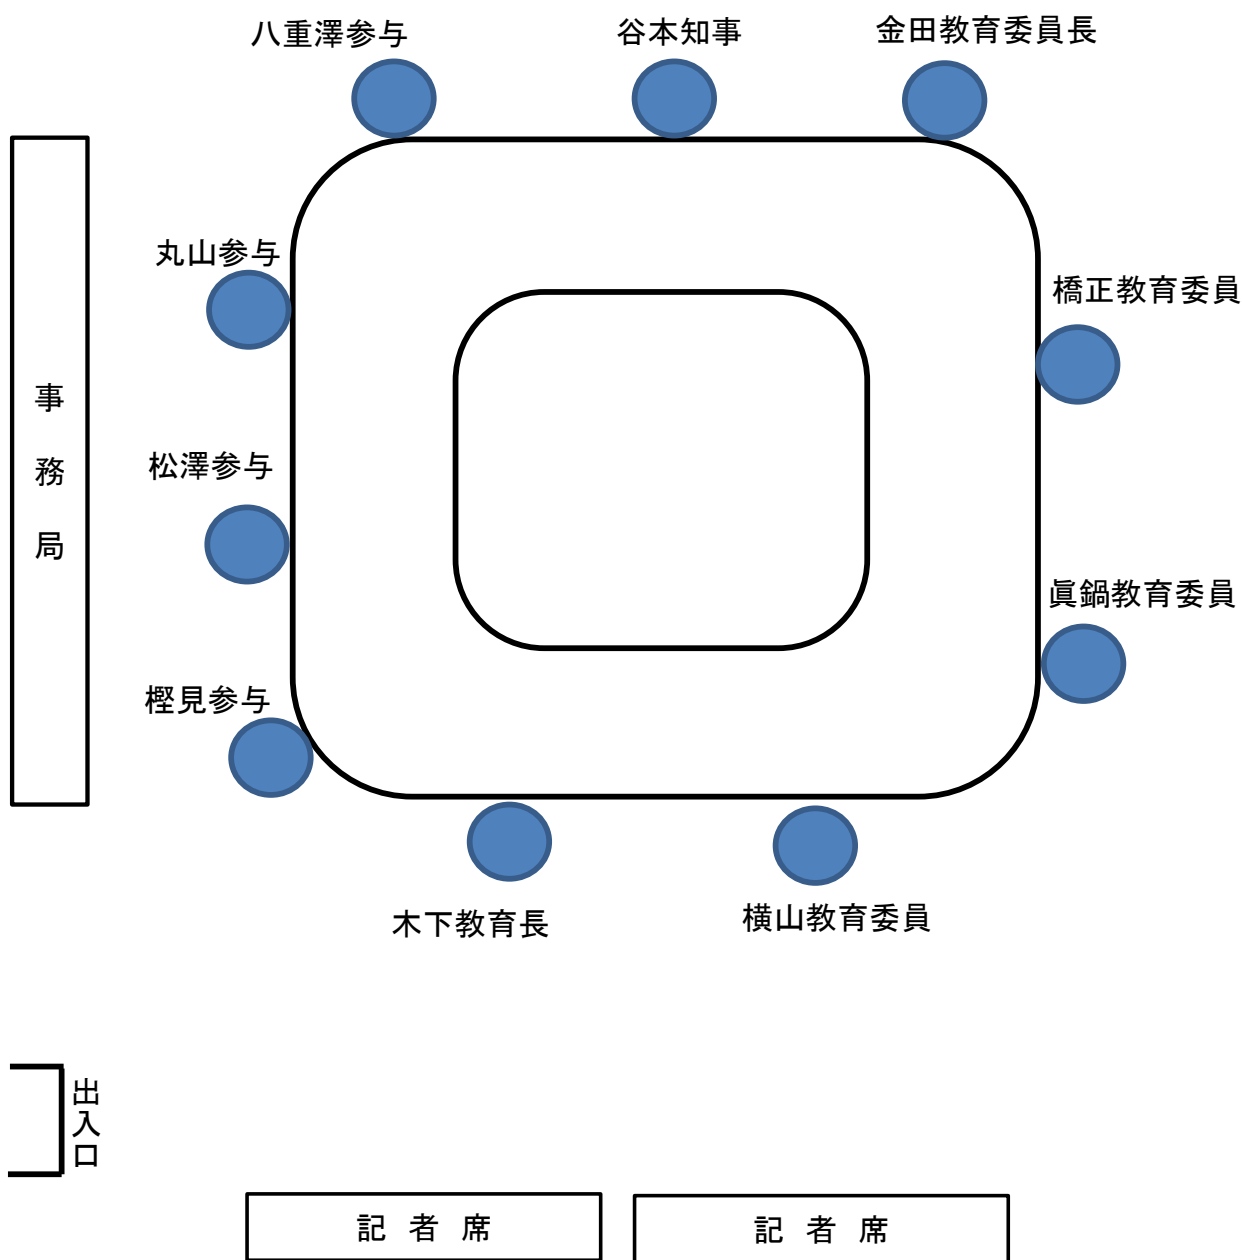 八重澤参与
谷本知事
金田教育委員長
丸山参与
橋正教育委員
事務局
松澤参与
眞鍋教育委員
樫見参与
木下教育長
横山教育委員
出入口
記者席
記者席